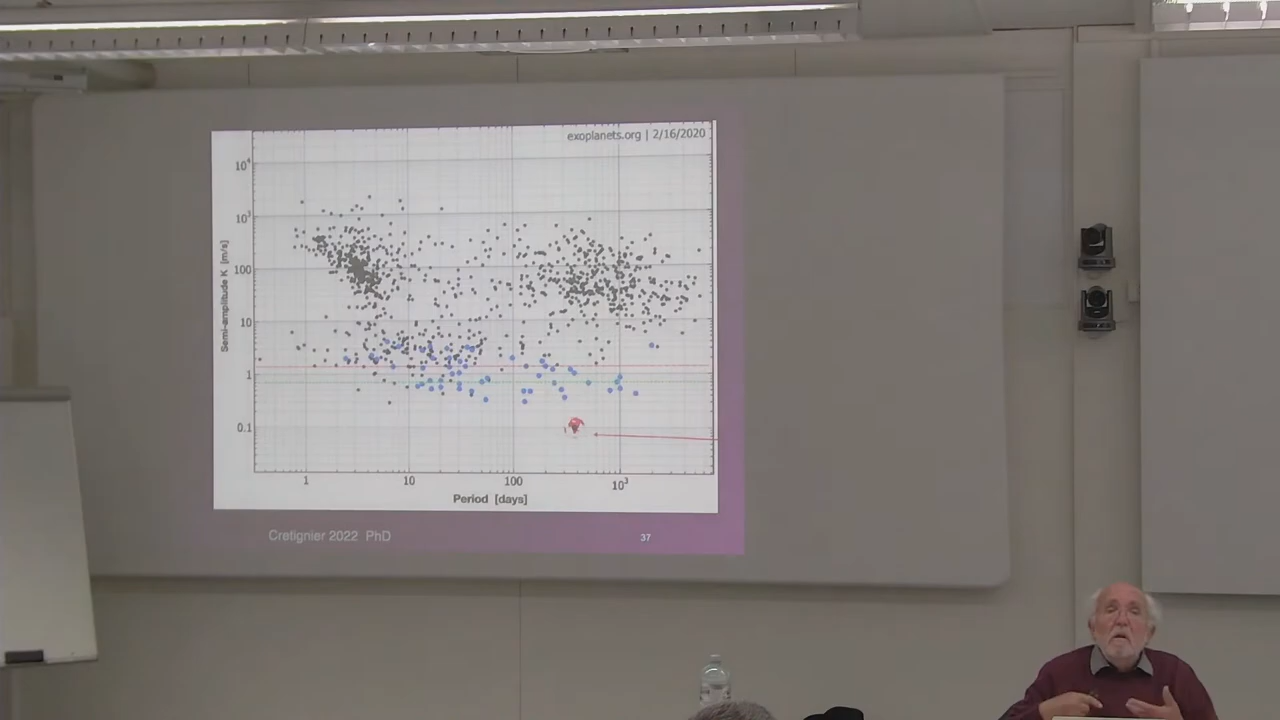 exoplanets.org | 2/16/2020
10⁴
10³
100
10
1
0.1
Semi-amplitude K [m/s]
1
10
100
10³
Period [days]
Cretignier 2022 PhD
37